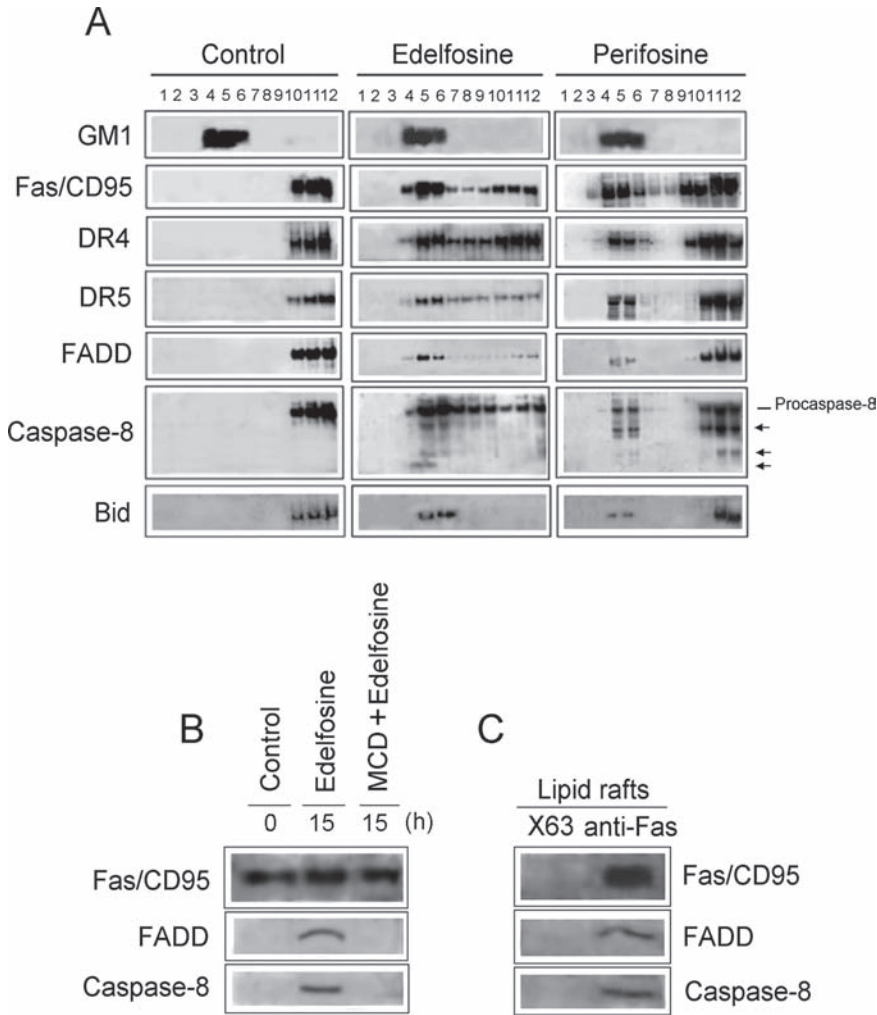 A
Control Edelfosine Perifosine
1 2 3 4 5 6 7 8 9 10 11 12 1 2 3 4 5 6 7 8 9 10 11 12 1 2 3 4 5 6 7 8 9 10 11 12
GM1
Fas/CD95
DR4
DR5
FADD
Procaspase-8
Caspase-8
Bid
B
Control
Edelfosine
MCD + Edelfosine
0 15 15 (h)
Fas/CD95
FADD
Caspase-8
C
Lipid rafts
X63 anti-Fas
Fas/CD95
FADD
Caspase-8